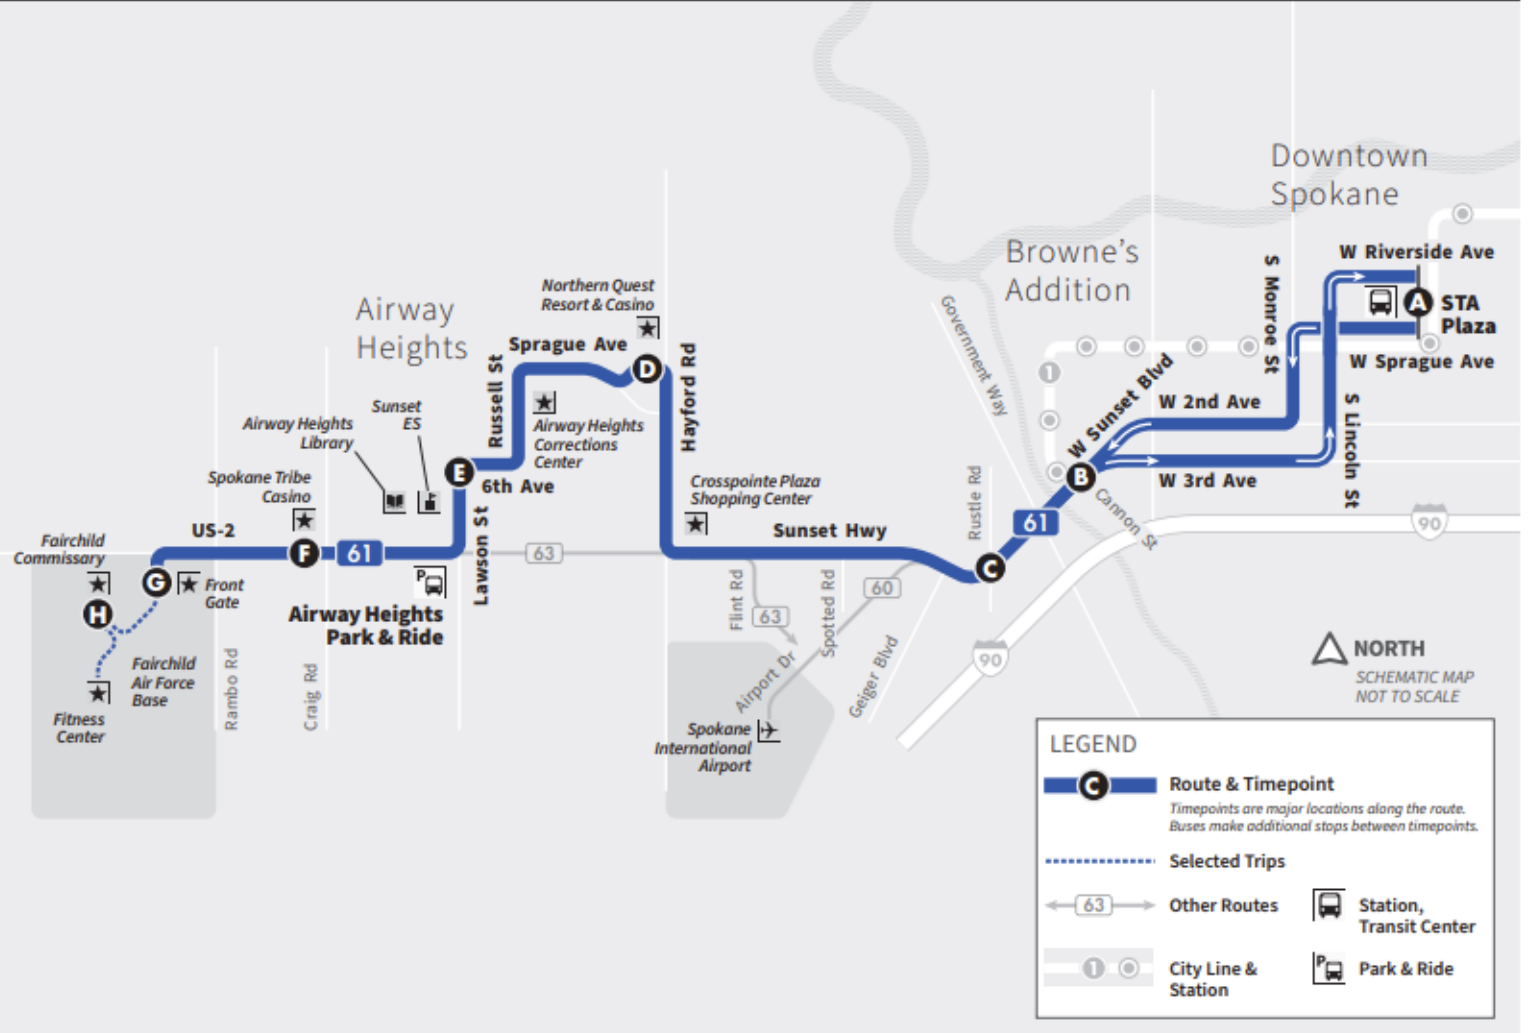 Downtown
Spokane
W Riverside Ave
A
STA
Plaza
W Sprague Ave
S Monroe St
S Lincoln St
W 2nd Ave
W 3rd Ave
W Sunset Blvd
Browne's
Addition
1
Government Way
B
Cannon St
61
C
Rustle Rd
90
90
Sunset Hwy
Northern Quest
Resort & Casino
Sprague Ave
D
Hayford Rd
Airway
Heights
Russell St
Airway Heights
Corrections
Center
Sunset
ES
Airway Heights
Library
E
6th Ave
Crosspointe Plaza
Shopping Center
Spokane Tribe
Casino
US-2
F
61
Lawson St
63
P
Airway Heights
Park & Ride
Fairchild
Commissary
G
Front
Gate
H
Fairchild
Air Force
Base
Fitness
Center
Rambo Rd
Craig Rd
Flint Rd
63
Spotted Rd
60
Airport Dr
Geiger Blvd
Spokane
International
Airport
NORTH
SCHEMATIC MAP
NOT TO SCALE
LEGEND
C
Route & Timepoint
Timepoints are major locations along the route.
Buses make additional stops between timepoints.
Selected Trips
63
Other Routes
Station,
Transit Center
1
City Line &
Station
P
Park & Ride